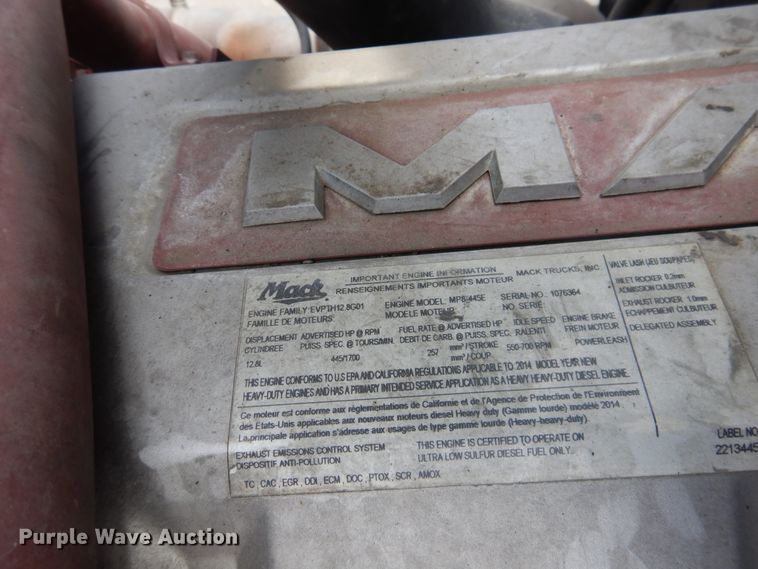 MA
Mack
IMPORTANT ENGINE INFORMATION MACK TRUCKS, INC.
RENSEIGNEMENTS IMPORTANTS MOTEUR
ENGINE FAMILY: EVPTH12.8G01 ENGINE MODEL: MP8-445E SERIAL NO.: 1076364
FAMILLE DE MOTEURS: MODELE MOTEUR: NO. SÉRIE:
DISPLACEMENT ADVERTISED HP @ RPM FUEL RATE @ ADVERTISED HP IDLE SPEED ENGINE BRAKE
CYLINDREE PUISS. SPEC. @ TOURS/MIN. DEBIT DE CARB. @ PUISS. SPEC. RALENTI FREIN MOTEUR
12.8L 445/1700 257 mm³/STROKE 550-700 RPM POWERLEASH
mm³/ COUP.
THIS ENGINE CONFORMS TO U.S EPA AND CALIFORNIA REGULATIONS APPLICABLE TO: 2014 MODEL YEAR NEW
HEAVY-DUTY ENGINES AND HAS A PRIMARY INTENDED SERVICE APPLICATION AS A HEAVY HEAVY-DUTY DIESEL ENGINE.
Ce moteur est conforme aux réglementations de Californie et de l'Agence de Protection de l'Environment
des Etats-Unis applicables aux nouveaux moteurs diesel Heavy duty (Gamme lourde) modèle 2014.
La principale application s'adresse aux usages de type gamme lourde (Heavy-heavy-duty).
EXHAUST EMISSIONS CONTROL SYSTEM THIS ENGINE IS CERTIFIED TO OPERATE ON
DISPOSITIF ANTI-POLLUTION ULTRA LOW SULFUR DIESEL FUEL ONLY.
TC, CAC, EGR, DDI, ECM, DOC, PTOX, SCR, AMOX
VALVE LASH (JEU SOUPAPES)
INLET ROCKER 0.2mm
ADMISSION CULBUTEUR
EXHAUST ROCKER 1.0mm
ECHAPPEMENT CULBUTEUR
DELEGATED ASSEMBLY
LABEL NO
2213445
Purple Wave Auction